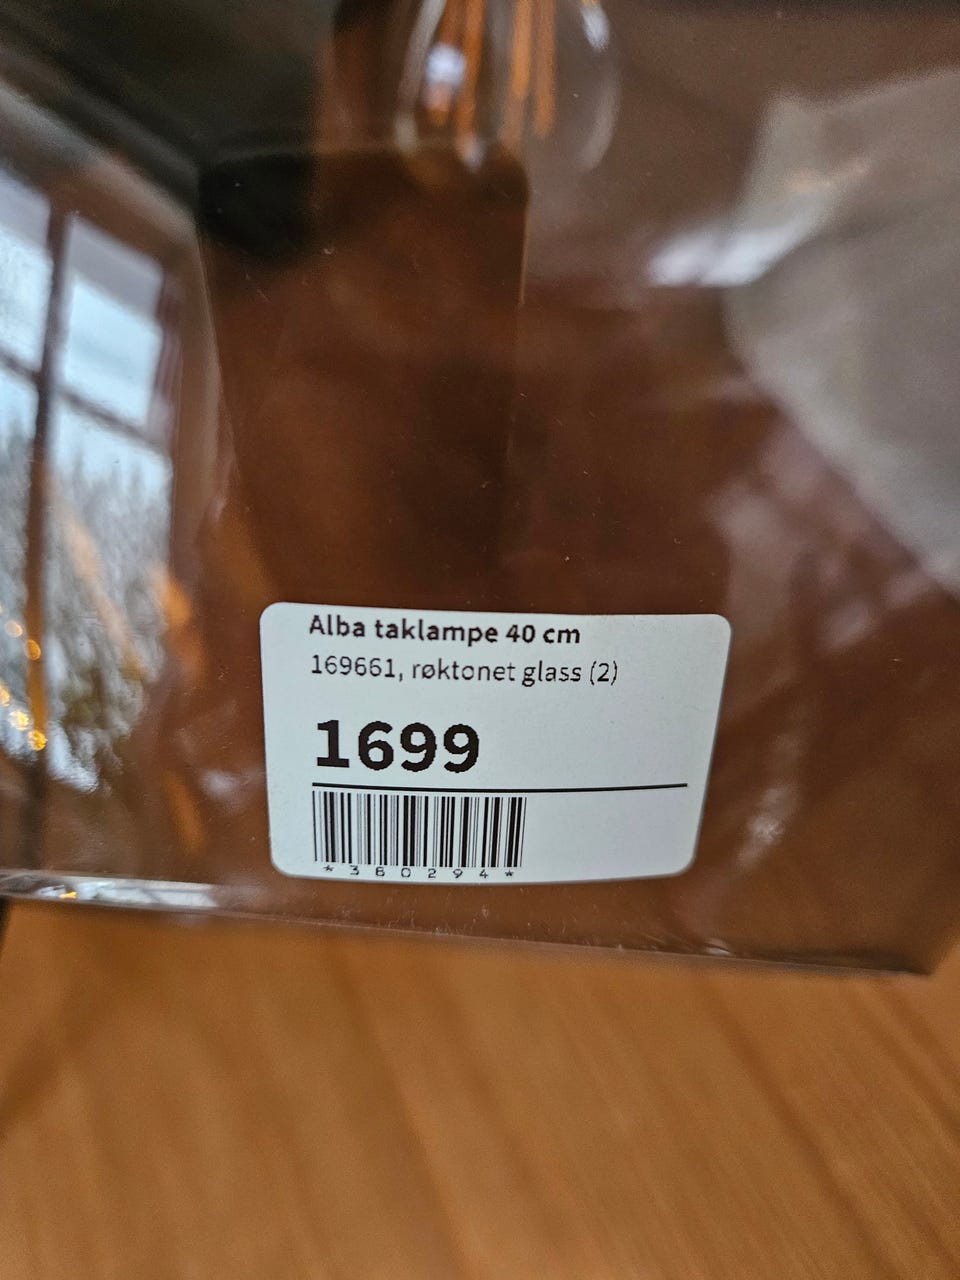 Alba taklampe 40 cm
169661, røktonet glass (2)
1699
*360294*